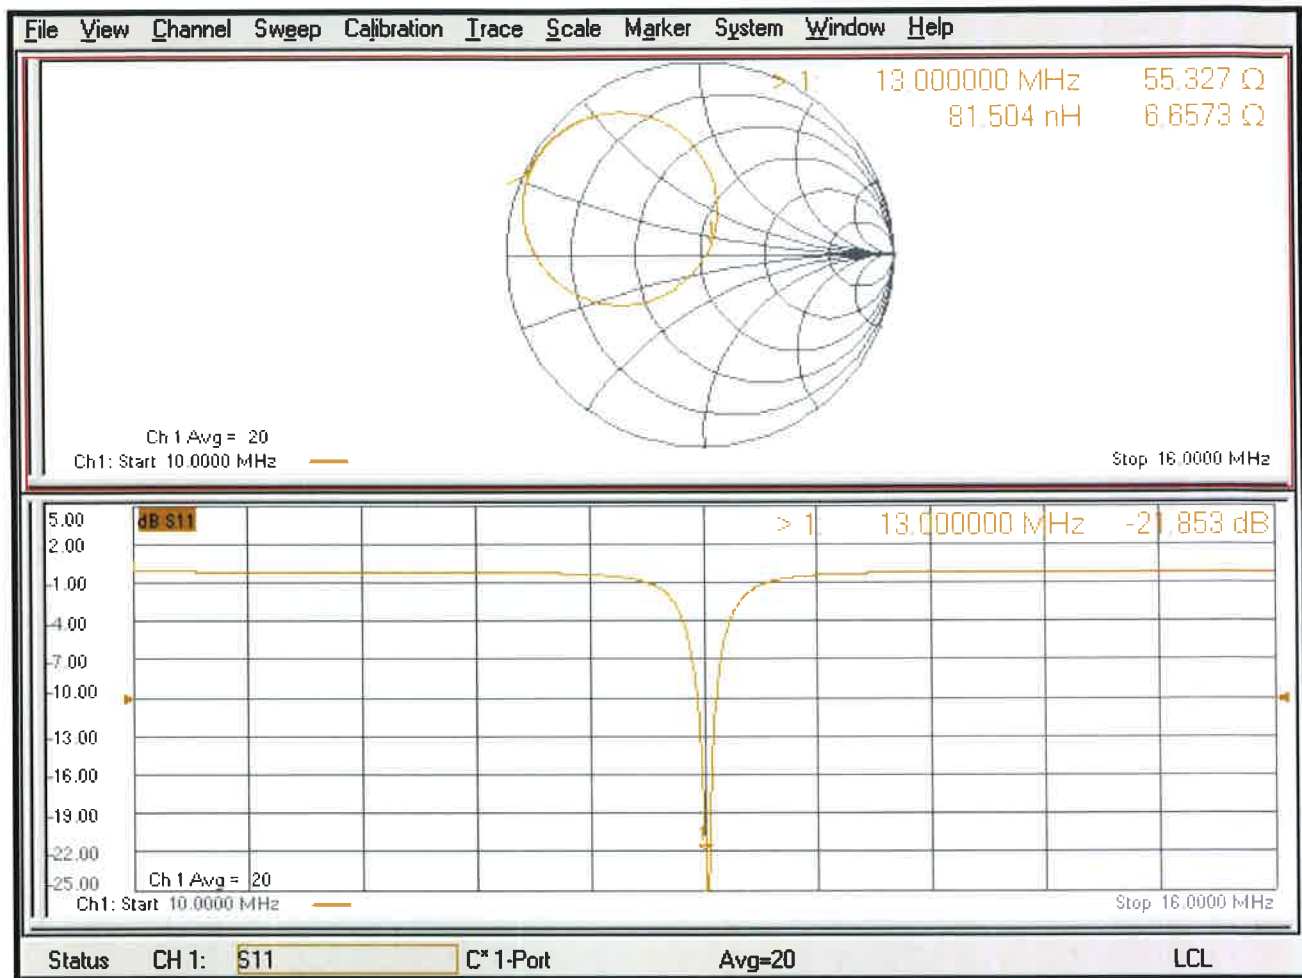 File View Channel Sweep Calibration Trace Scale Marker System Window Help
> 1: 13.000000 MHz 55.327 Ω
81.504 nH 6.6573 Ω
Ch 1 Avg = 20
Ch1: Start 10.0000 MHz
Stop 16.0000 MHz
5.00
dB S11
> 1: 13.000000 MHz -21.853 dB
2.00
-1.00
-4.00
-7.00
-10.00
-13.00
-16.00
-19.00
1
-22.00
-25.00
Ch 1 Avg = 20
Ch1: Start 10.0000 MHz
Stop 16.0000 MHz
Status CH 1: S11 C* 1-Port Avg=20 LCL